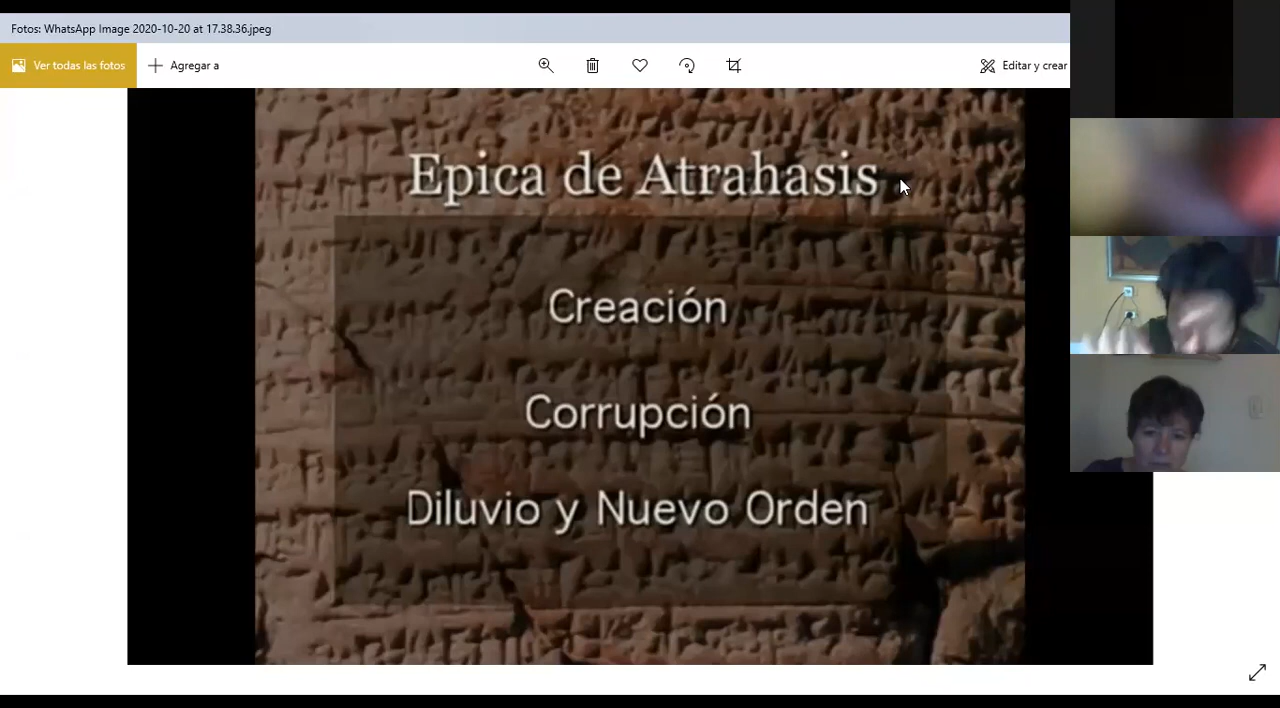 Fotos: WhatsApp Image 2020-10-20 at 17.38.36.jpeg
Ver todas las fotos
Agregar a
Editar y crear
Epica de Atrahasis
Creación
Corrupción
Diluvio y Nuevo Orden